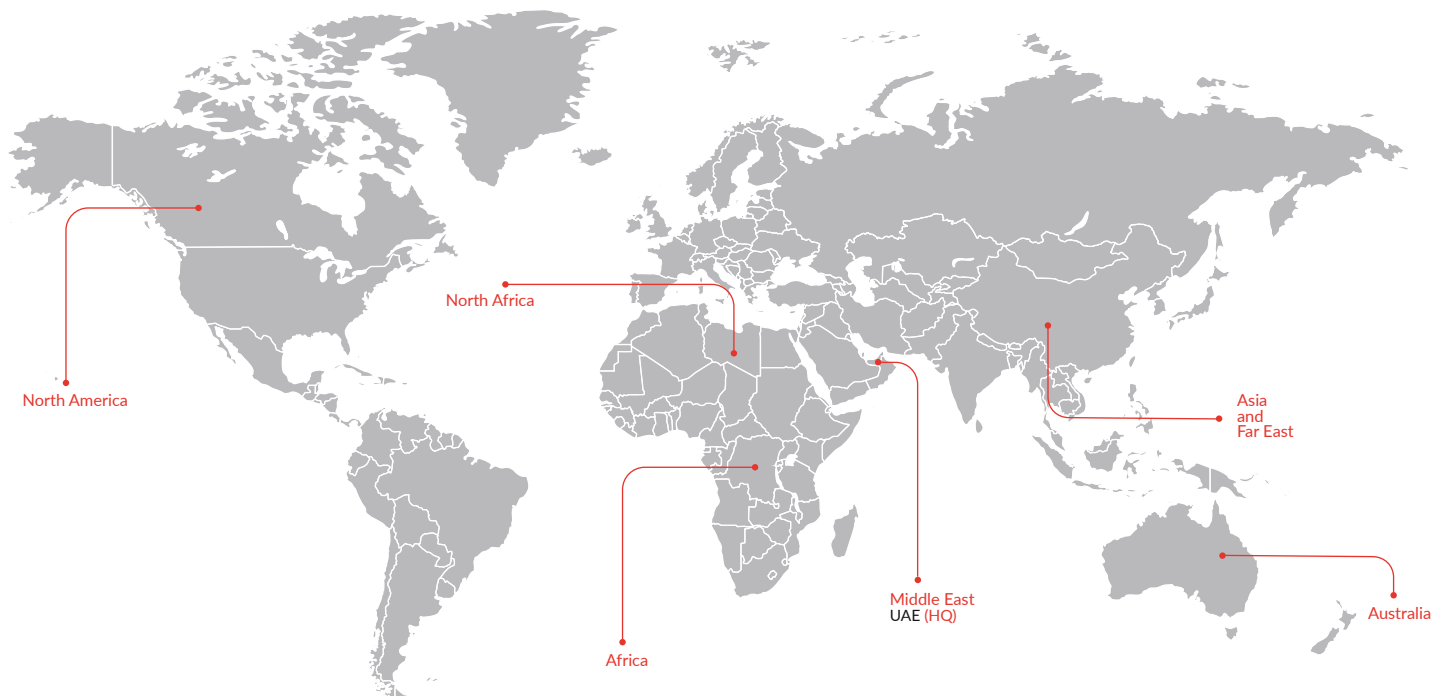 North Africa
North America
Asia
and
Far East
Middle East
UAE (HQ)
Australia
Africa